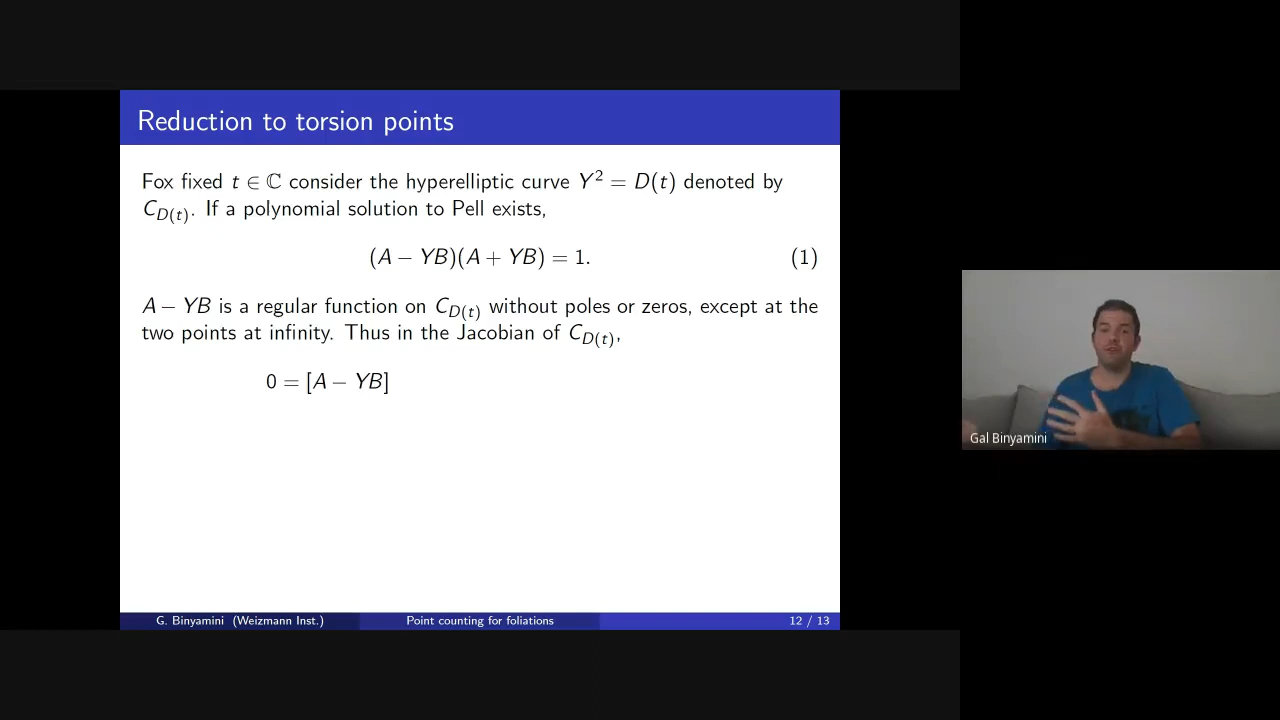 Reduction to torsion points
Fox fixed t ∈ ℂ consider the hyperelliptic curve Y² = D(t) denoted by
C_{D(t)}. If a polynomial solution to Pell exists,
(A − YB)(A + YB) = 1. (1)
A − YB is a regular function on C_{D(t)} without poles or zeros, except at the
two points at infinity. Thus in the Jacobian of C_{D(t)},
0 = [A − YB]
Gal Binyamini
G. Binyamini (Weizmann Inst.) Point counting for foliations 12 / 13